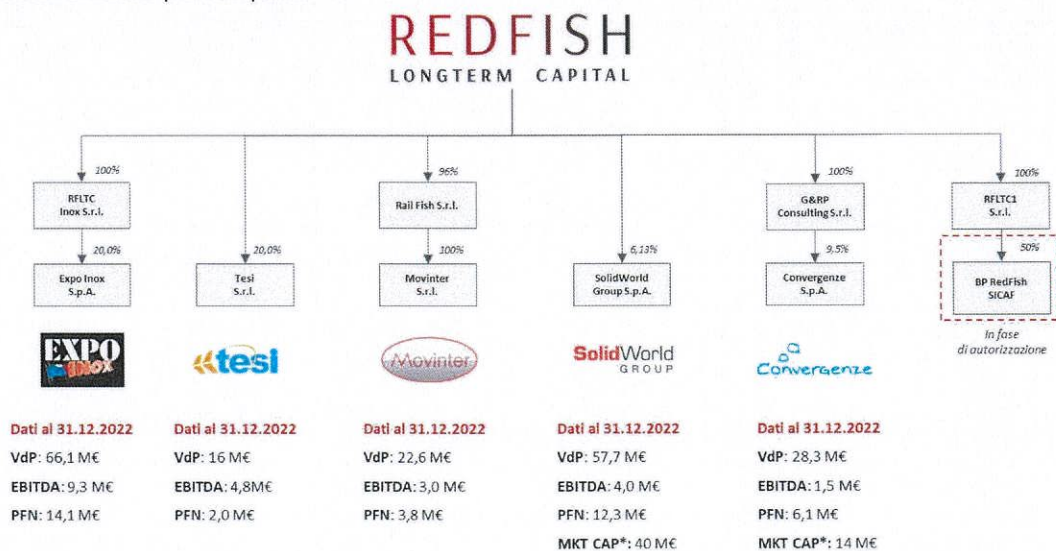 REDFISH
LONGTERM CAPITAL
100%
96%
100%
100%
RFLTC
Inox S.r.l.
Rail Fish S.r.l.
G&RP
Consulting S.r.l.
RFLTC1
S.r.l.
20,0%
20,0%
100%
6,13%
9,5%
50%
Expo Inox
S.p.A.
Tesi
S.r.l.
Movinter
S.r.l.
SolidWorld
Group S.p.A.
Convergenze
S.p.A.
BP RedFish
SICAF
In fase
di autorizzazione
EXPO
INOX
tesi
Movinter
SolidWorld
GROUP
Convergenze
Dati al 31.12.2022
VdP: 66,1 M€
EBITDA: 9,3 M€
PFN: 14,1 M€
Dati al 31.12.2022
VdP: 16 M€
EBITDA: 4,8M€
PFN: 2,0 M€
Dati al 31.12.2022
VdP: 22,6 M€
EBITDA: 3,0 M€
PFN: 3,8 M€
Dati al 31.12.2022
VdP: 57,7 M€
EBITDA: 4,0 M€
PFN: 12,3 M€
MKT CAP*: 40 M€
Dati al 31.12.2022
VdP: 28,3 M€
EBITDA: 1,5 M€
PFN: 6,1 M€
MKT CAP*: 14 M€